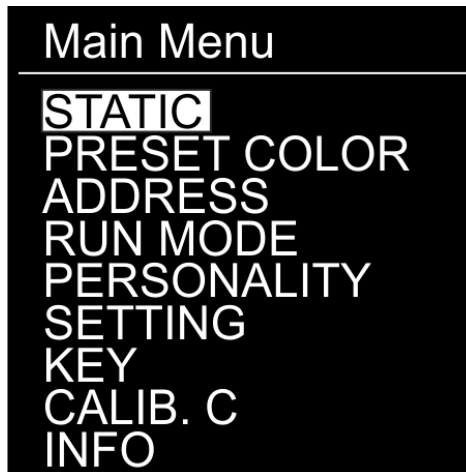 Main Menu
STATIC
PRESET COLOR
ADDRESS
RUN MODE
PERSONALITY
SETTING
KEY
CALIB. C
INFO